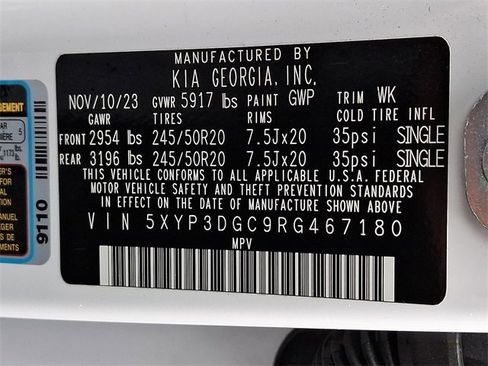 MANUFACTURED BY
KIA GEORGIA, INC.
NOV/10/23 GVWR 5917 lbs PAINT GWP TRIM WK
GAWR TIRES RIMS COLD TIRE INFL
FRONT 2954 lbs 245/50R20 7.5Jx20 35psi SINGLE
REAR 3196 lbs 245/50R20 7.5Jx20 35psi SINGLE
THIS VEHICLE CONFORMS TO ALL APPLICABLE U.S.A. FEDERAL
MOTOR VEHICLE SAFETY, BUMPER, AND THEFT PREVENTION STANDARDS
IN EFFECT ON THE DATE OF MANUFACTURE SHOWN ABOVE.
VIN 5XYP3DGC9RG467180
MPV
5
9110